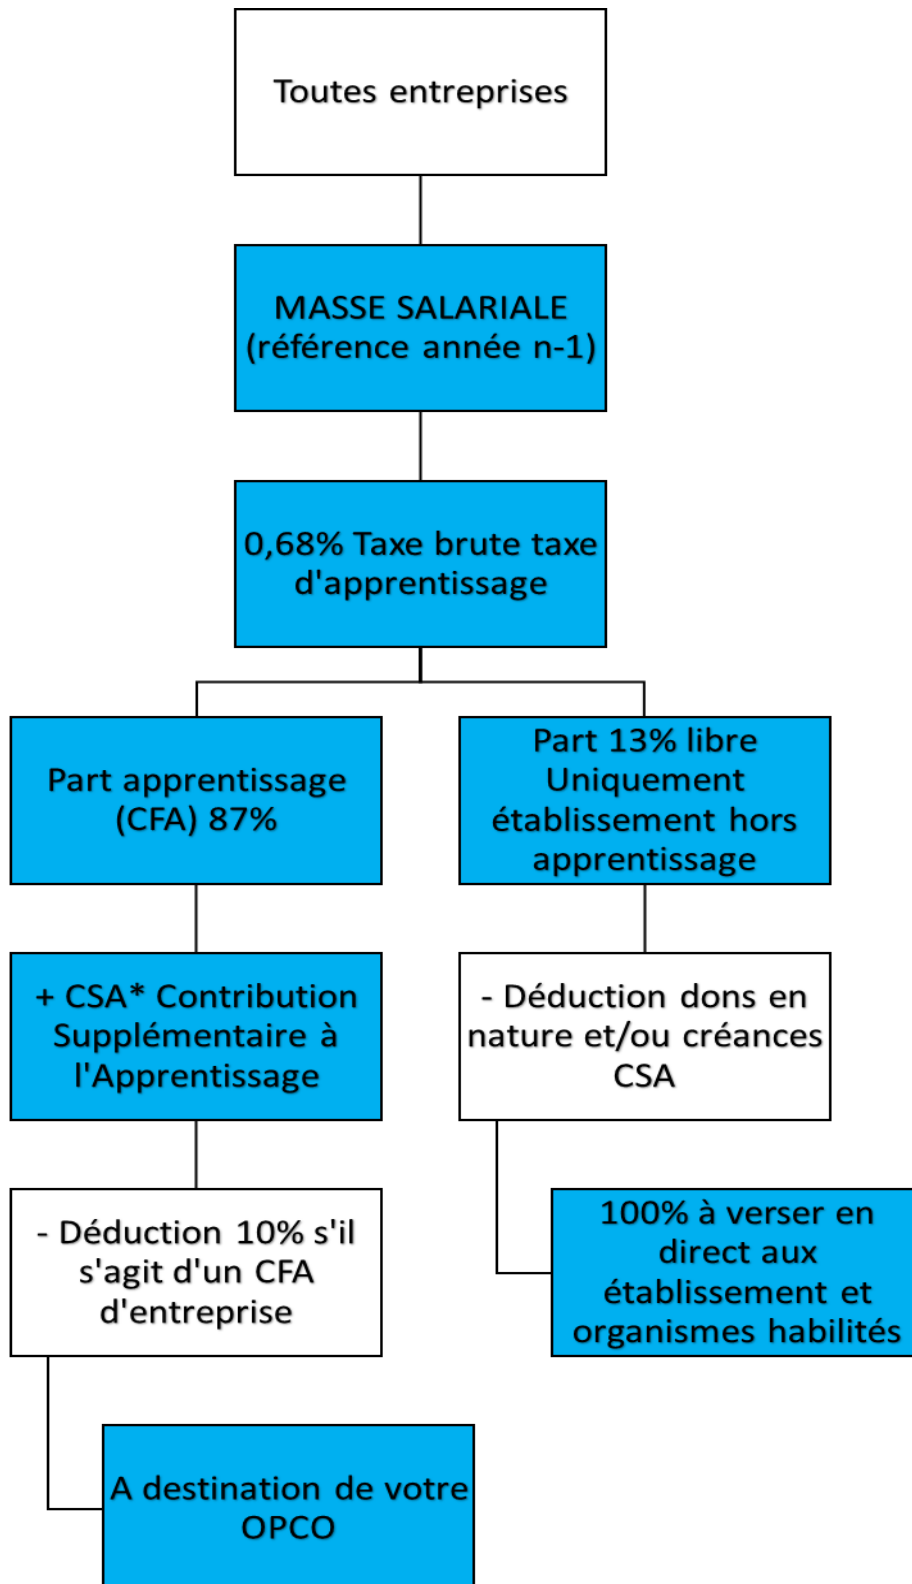 Toutes entreprises
MASSE SALARIALE
(référence année n-1)
0,68% Taxe brute taxe
d'apprentissage
Part apprentissage
(CFA) 87%
Part 13% libre
Uniquement
établissement hors
apprentissage
+ CSA* Contribution
Supplémentaire à
l'Apprentissage
- Déduction dons en
nature et/ou créances
CSA
- Déduction 10% s'il
s'agit d'un CFA
d'entreprise
100% à verser en
direct aux
établissement et
organismes habilités
A destination de votre
OPCO